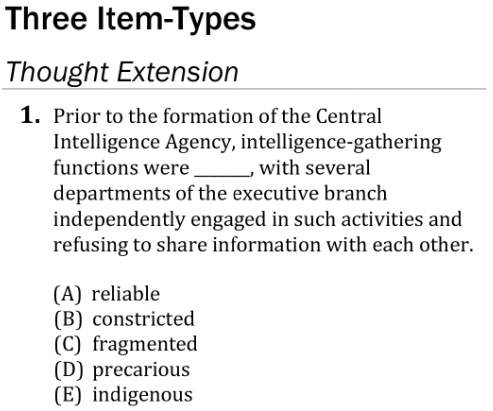 Three Item-Types
Thought Extension
1. Prior to the formation of the Central
Intelligence Agency, intelligence-gathering
functions were ______, with several
departments of the executive branch
independently engaged in such activities and
refusing to share information with each other.
(A) reliable
(B) constricted
(C) fragmented
(D) precarious
(E) indigenous